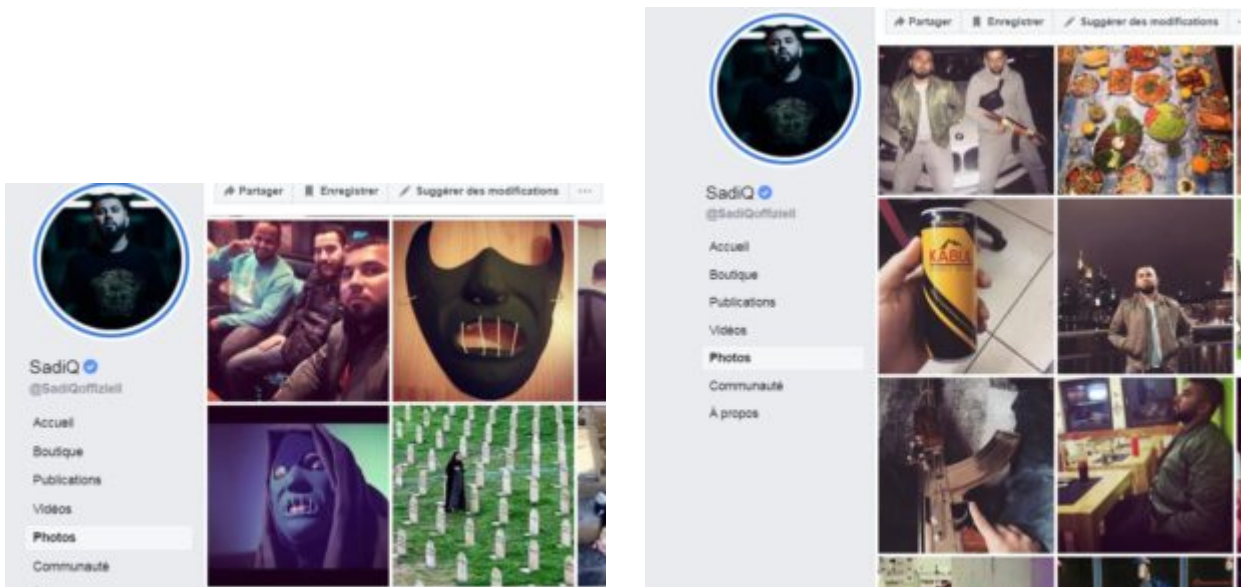 Partager
Enregistrer
Suggérer des modifications
SadiQ
@SadiQoffiziell
Accueil
Boutique
Publications
Vidéos
Photos
Communauté
Partager
Enregistrer
Suggérer des modifications
SadiQ
@SadiQoffiziell
Accueil
Boutique
Publications
Vidéos
Photos
Communauté
À propos
KABUL